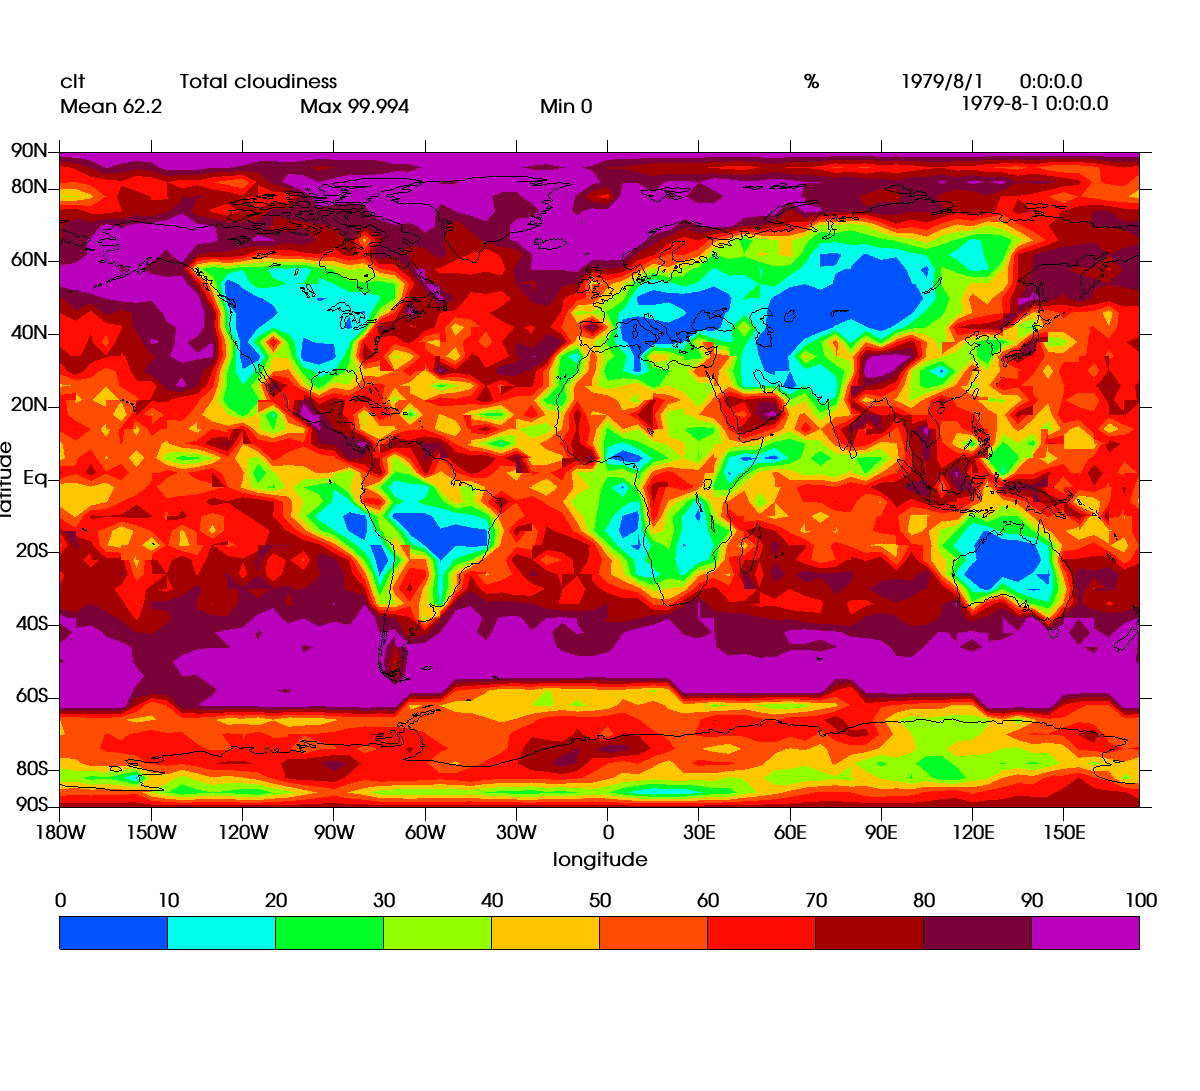 clt Total cloudiness % 1979/8/1 0:0:0.0
Mean 62.2 Max 99.994 Min 0 1979-8-1 0:0:0.0
90N
80N
60N
40N
20N
Eq
20S
40S
60S
80S
90S
latitude
180W 150W 120W 90W 60W 30W 0 30E 60E 90E 120E 150E
longitude
0 10 20 30 40 50 60 70 80 90 100